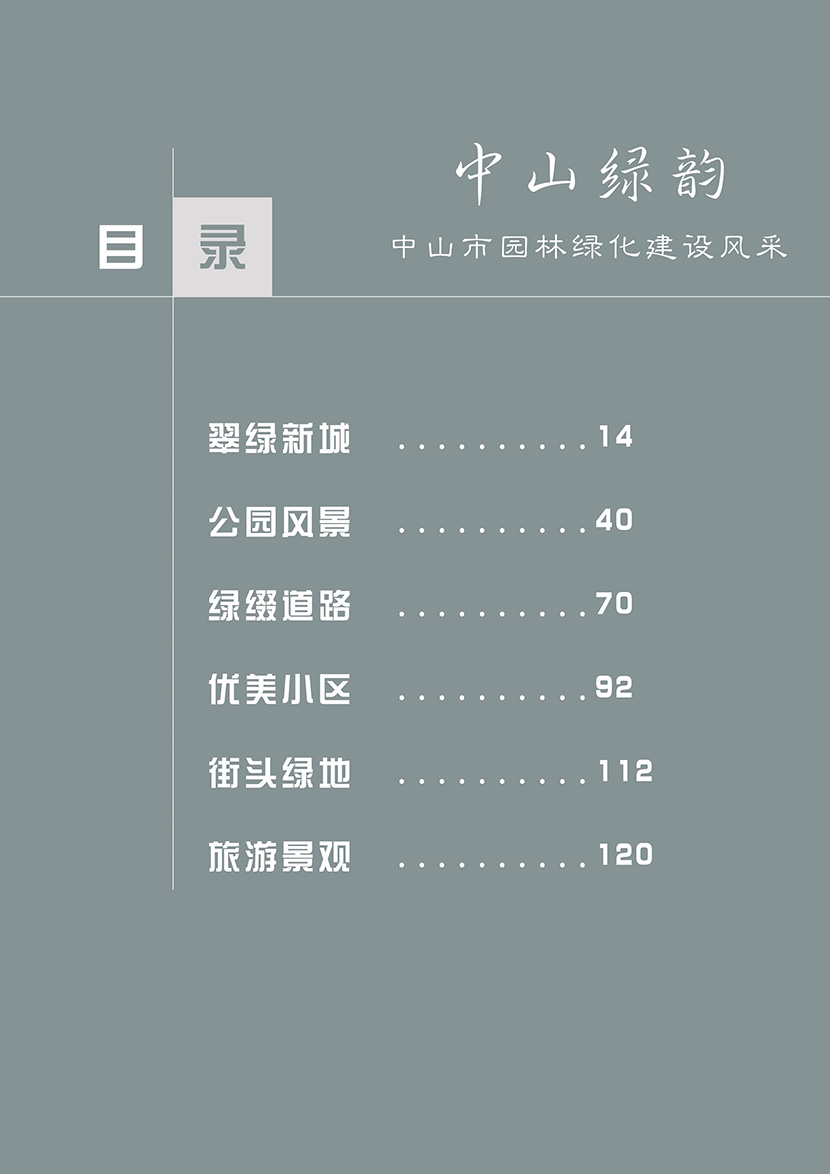 中山绿韵
目录
中山市园林绿化建设风采
翠绿新城 ..........14
公园风景 ..........40
绿缀道路 ..........70
优美小区 ..........92
街头绿地 ..........112
旅游景观 ..........120